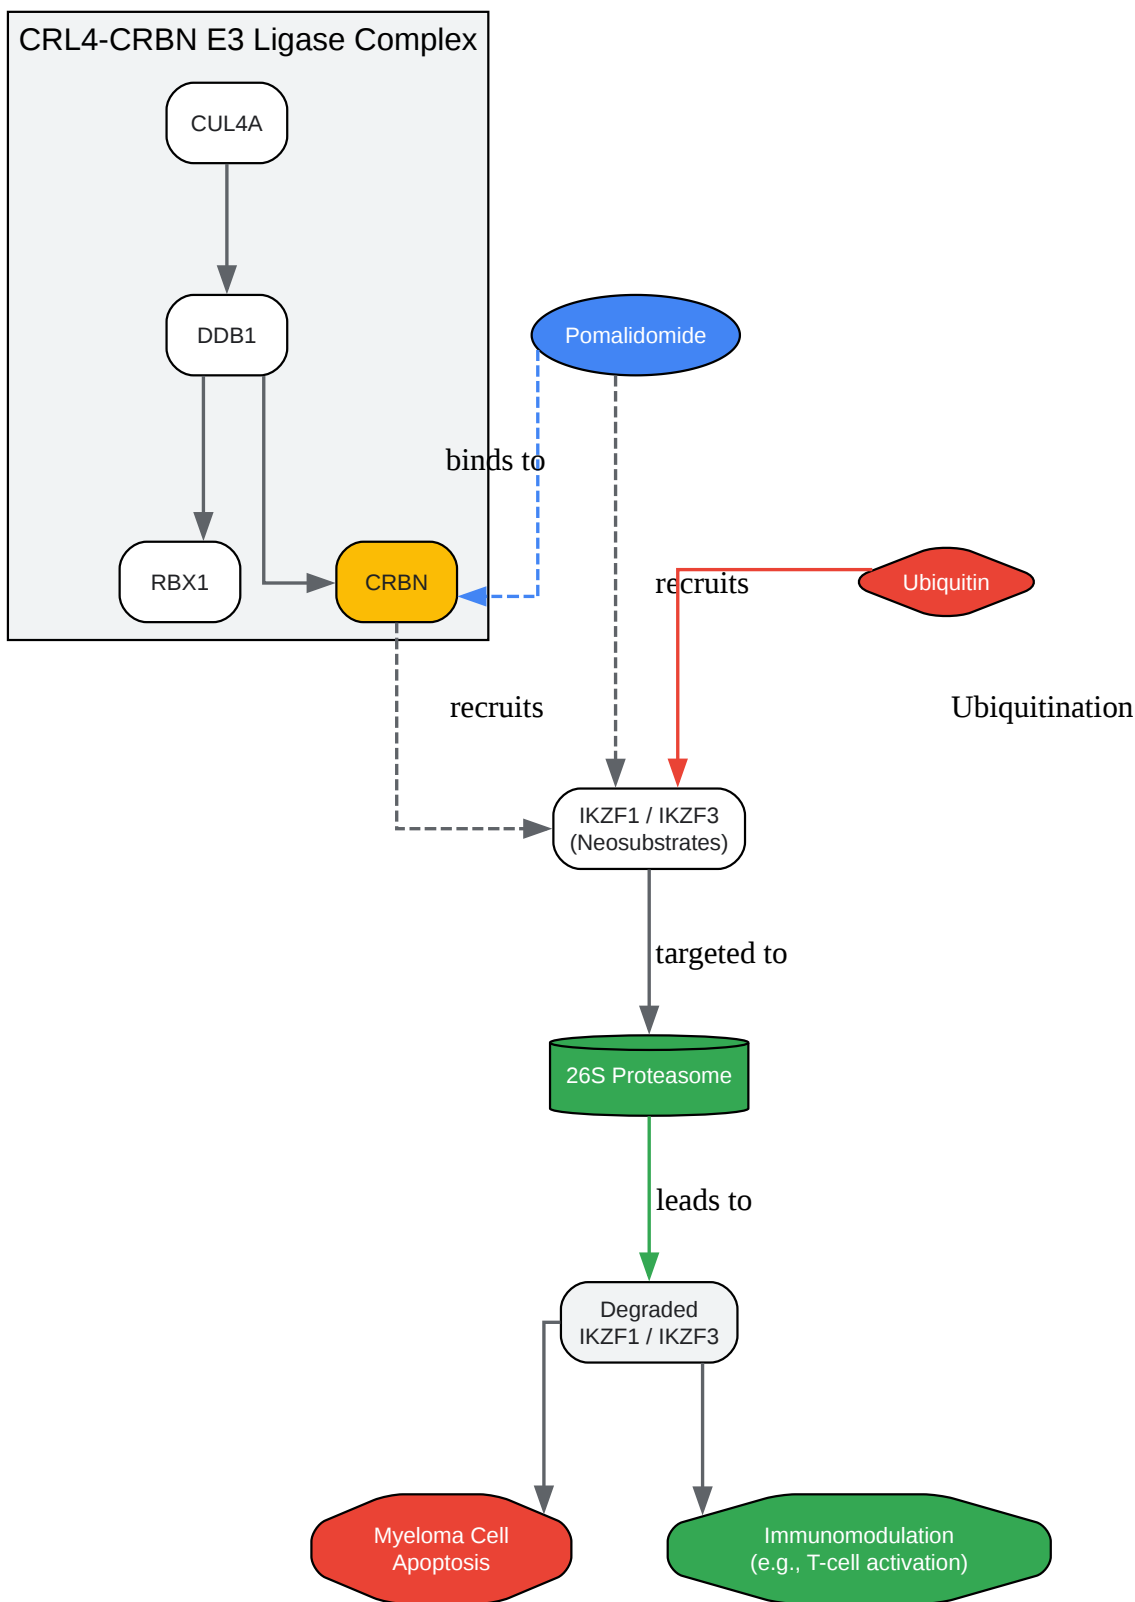 CRL4-CRBN E3 Ligase Complex
CUL4A
DDB1
Pomalidomide
binds to
RBX1
CRBN
recruits
Ubiquitin
recruits
Ubiquitination
IKZF1 / IKZF3
(Neosubstrates)
targeted to
26S Proteasome
leads to
Degraded
IKZF1 / IKZF3
Myeloma Cell
Apoptosis
Immunomodulation
(e.g., T-cell activation)